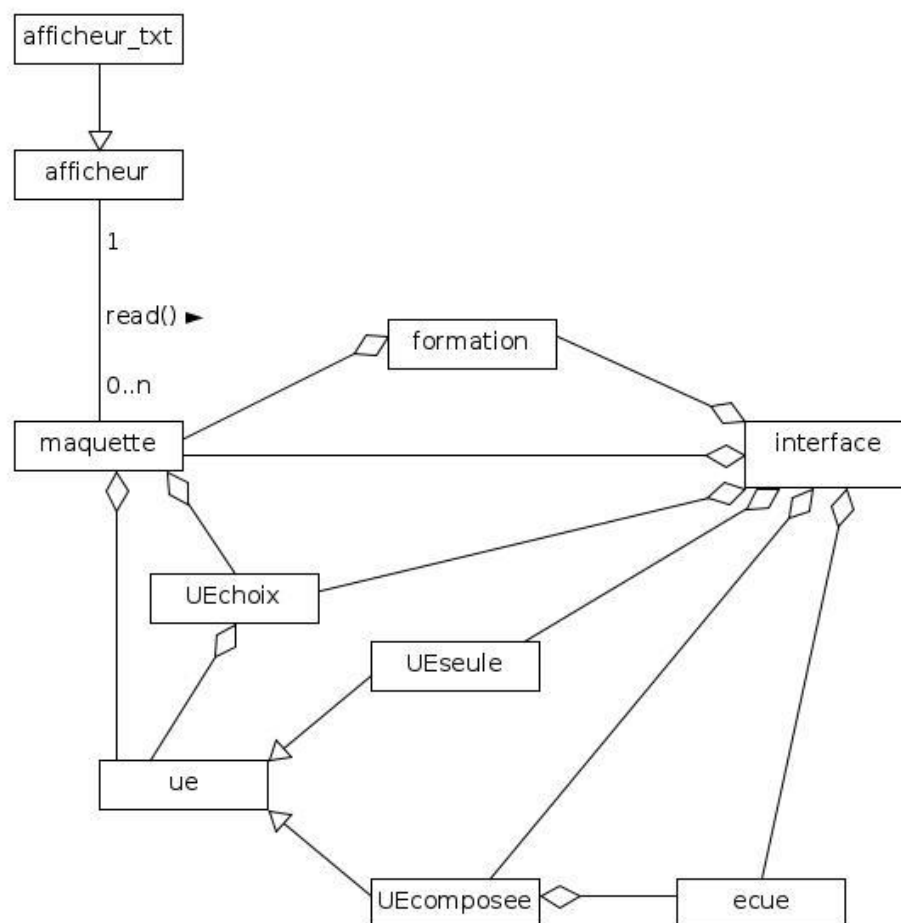 afficheur_txt
afficheur
1
read() ►
0..n
formation
maquette
interface
UEchoix
UEseule
ue
UEcomposee
ecue